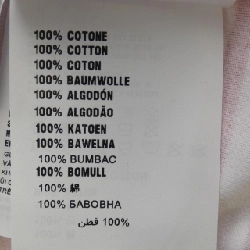 100% COTONE
100% COTTON
100% COTON
100% BAUMWOLLE
100% ALGODÓN
100% ALGODÃO
100% KATOEN
100% BAWELNA
100% BUMBAC
100% BOMULL
100% 綿
100% БАВОВНА
100% قطن